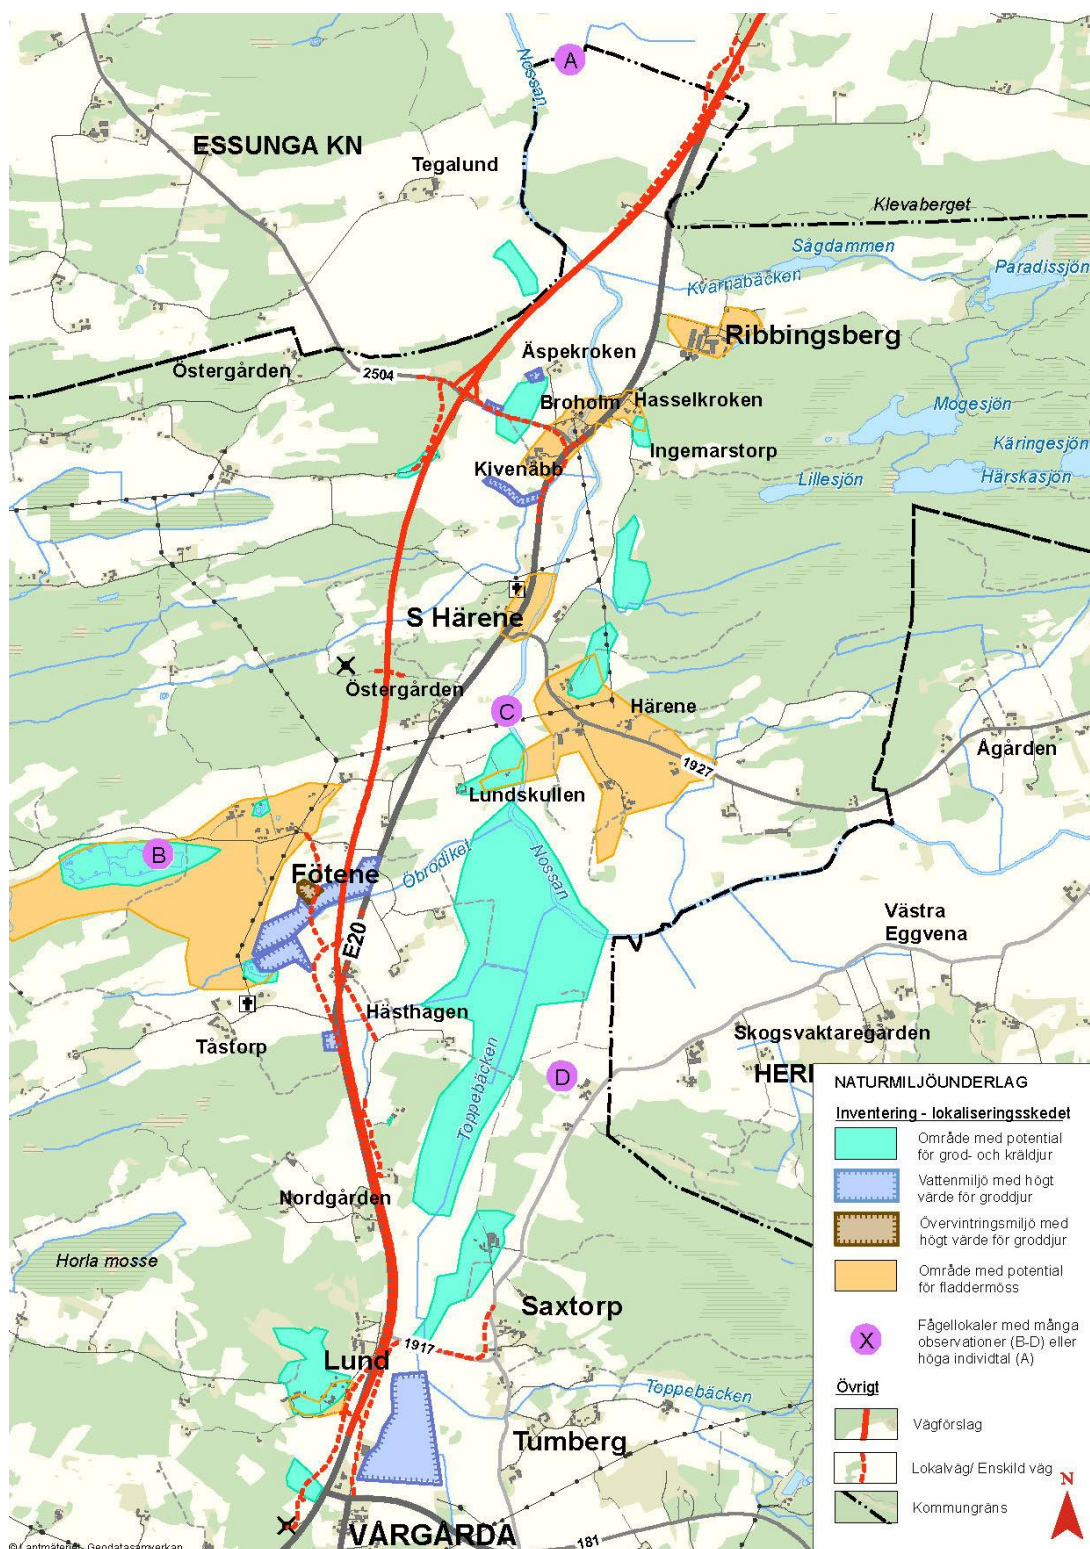 A
Nossan
ESSUNGA KN
Tegalund
Klevaberget
Sågdammen
Paradissjön
Kvarnabäcken
Ribbingsberg
Äspekroken
Östergården
2504
Broholm
Hasselkroken
Mogesjön
Ingemarstorp
Käringesjön
Kivenäbb
Lillesjön
Härskasjön
S Härene
Östergården
C
Härene
Ågården
1927
Lundskullen
B
Fötene
Öbrodiket
Nossan
E20
Västra
Eggvena
Hästhagen
Skogsvaktaregården
Tåstorp
D
HER
Toppebäcken
Nordgården
Horla mosse
Saxtorp
1917
Lund
Toppebäcken
Tumberg
VÅRGÅRDA
181
NATURMILJÖUNDERLAG
Inventering - lokaliseringsskedet
Område med potential
för grod- och kräldjur
Vattenmiljö med högt
värde för groddjur
Övervintringsmiljö med
högt värde för groddjur
Område med potential
för fladdermöss
X
Fågellokaler med många
observationer (B-D) eller
höga individtal (A)
Övrigt
Vägförslag
Lokalväg/ Enskild väg
Kommungräns
N
© Lantmäteriet, Geodatasamverkan